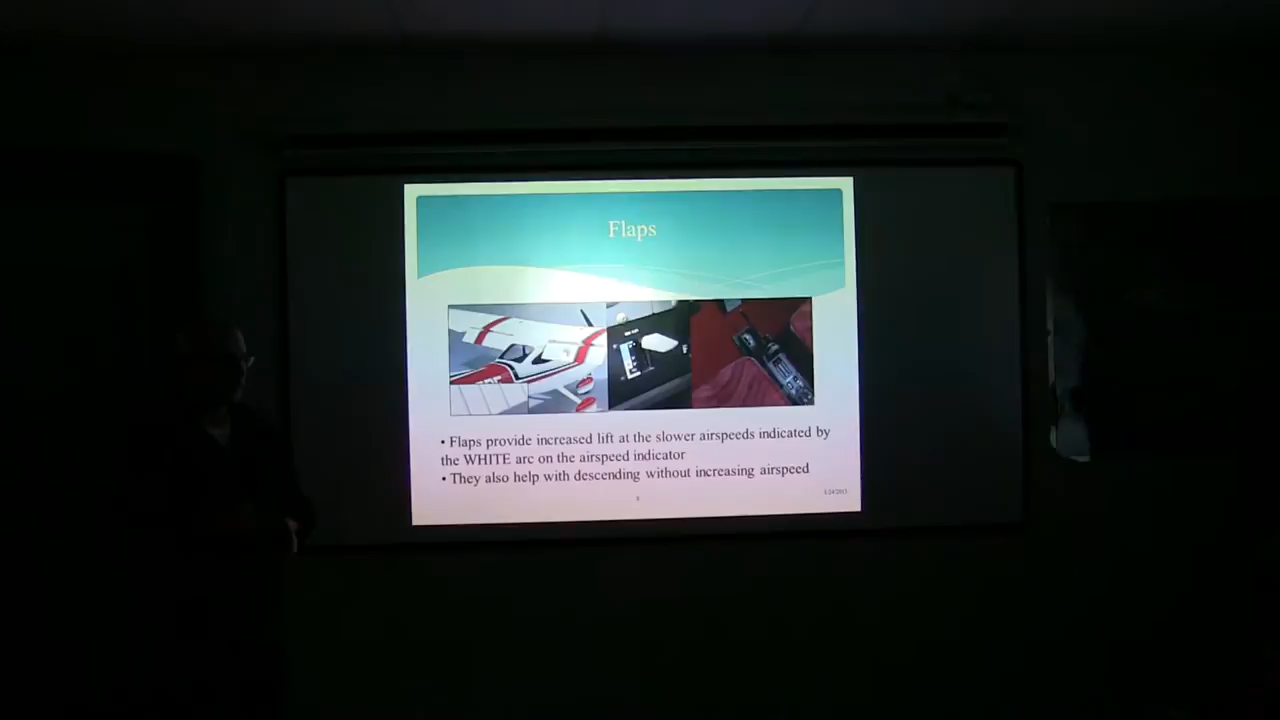 Flaps
• Flaps provide increased lift at the slower airspeeds indicated by
the WHITE arc on the airspeed indicator
• They also help with descending without increasing airspeed